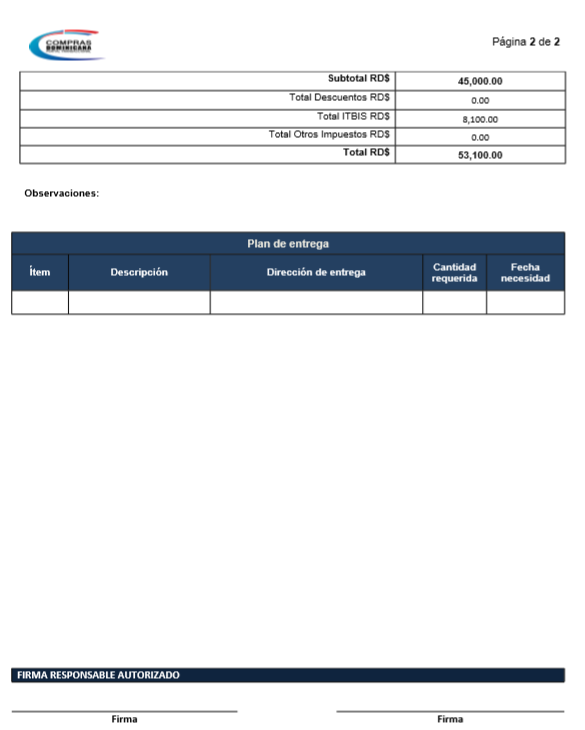 COMPRAS
DOMINICANA
Página 2 de 2
Subtotal RD$ 45,000.00
Total Descuentos RD$ 0.00
Total ITBIS RD$ 8,100.00
Total Otros Impuestos RD$ 0.00
Total RD$ 53,100.00
Observaciones:
Plan de entrega
Ítem Descripción Dirección de entrega Cantidad requerida Fecha necesidad
FIRMA RESPONSABLE AUTORIZADO
Firma Firma